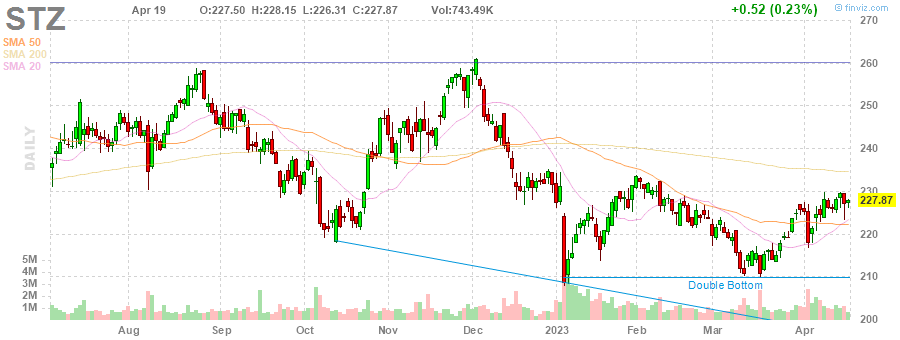 STZ Apr 19 O:227.50 H:228.15 L:226.31 C:227.87 Vol:743.49K +0.52 (0.23%) © finviz.com
SMA 50
SMA 200
SMA 20
DAILY
270
260
250
240
230
227.87
220
210
200
5M
4M
3M
2M
1M
Double Bottom
Aug Sep Oct Nov Dec 2023 Feb Mar Apr